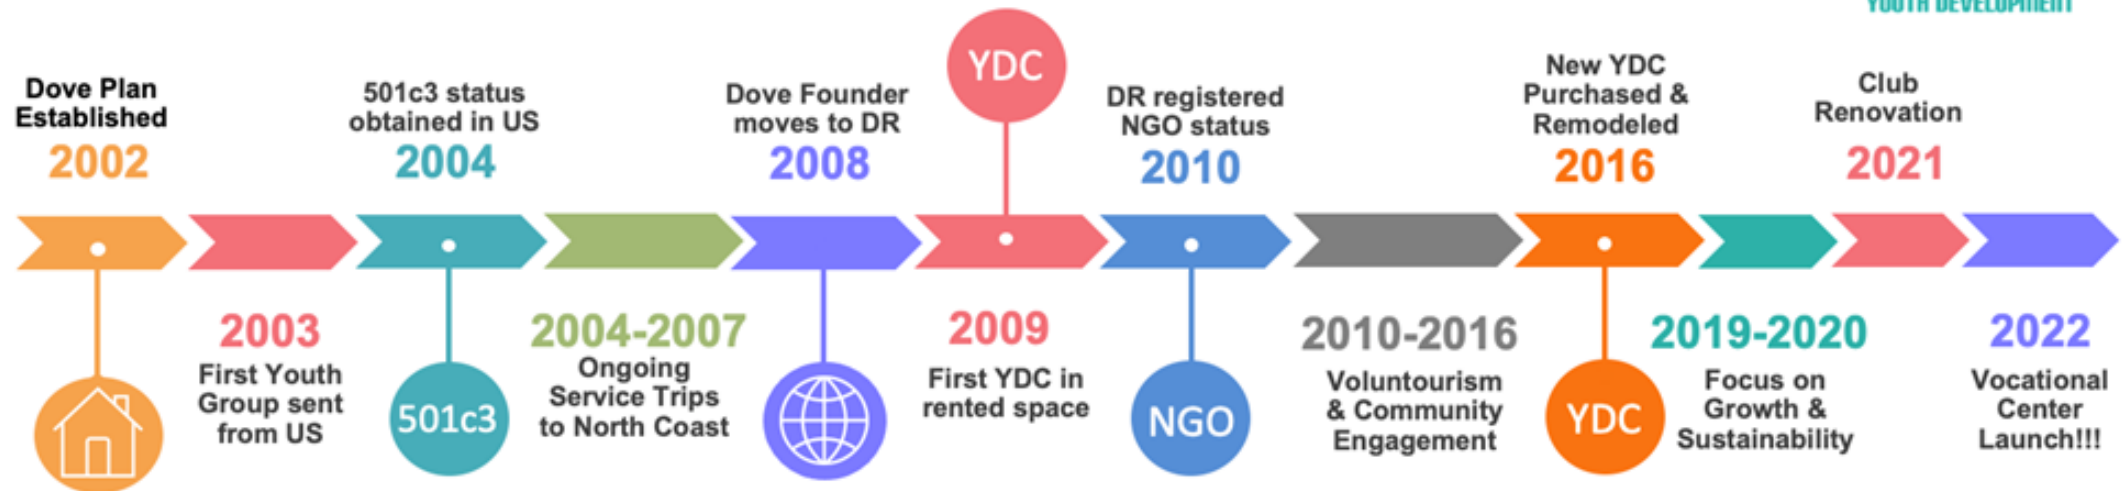 YOUTH DEVELOPMENT
Dove Plan
Established
2002
2003
First Youth
Group sent
from US
501c3 status
obtained in US
2004
501c3
2004-2007
Ongoing
Service Trips
to North Coast
Dove Founder
moves to DR
2008
YDC
2009
First YDC in
rented space
DR registered
NGO status
2010
NGO
2010-2016
Voluntourism
& Community
Engagement
New YDC
Purchased &
Remodeled
2016
YDC
2019-2020
Focus on
Growth &
Sustainability
Club
Renovation
2021
2022
Vocational
Center
Launch!!!